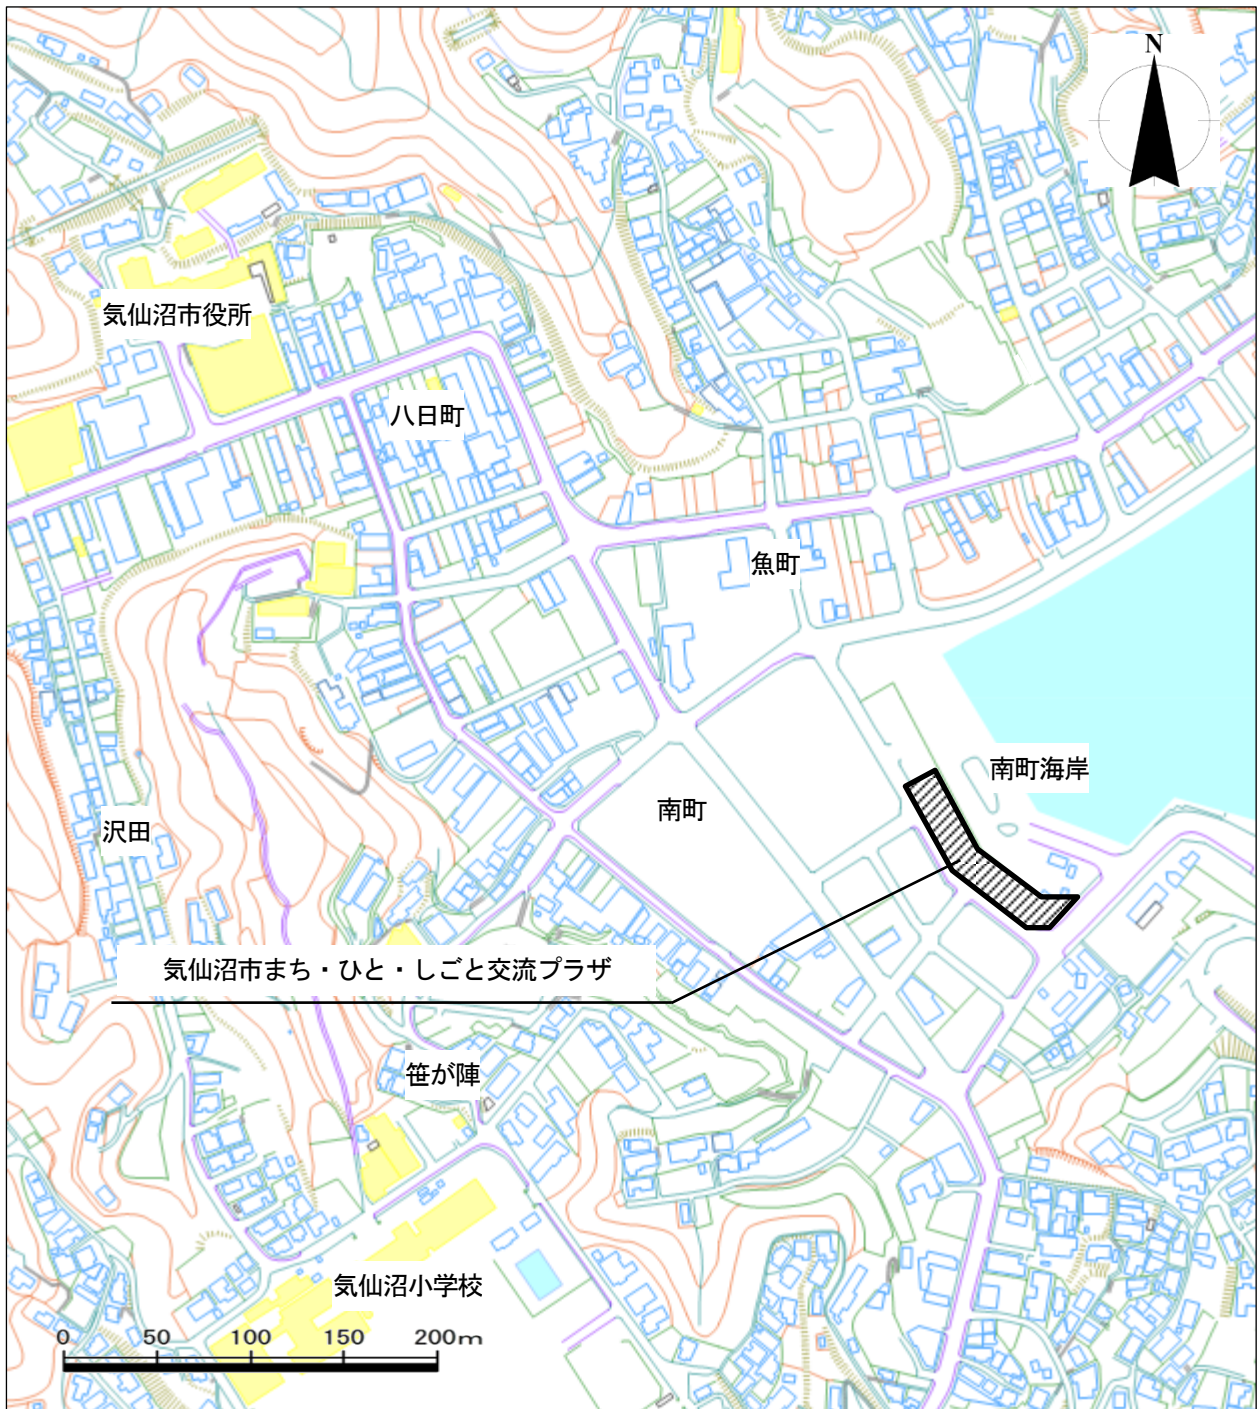 N
気仙沼市役所
八日町
魚町
南町海岸
南町
沢田
気仙沼市まち・ひと・しごと交流プラザ
笹が陣
気仙沼小学校
0 50 100 150 200m